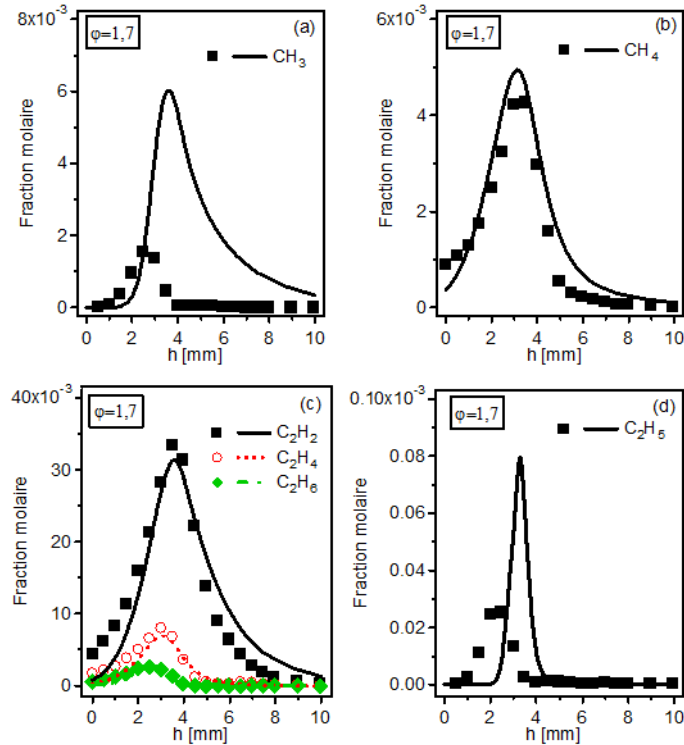 8x10⁻³
φ=1,7
(a)
CH₃
6
4
2
0
Fraction molaire
0 2 4 6 8 10
h [mm]
6x10⁻³
φ=1,7
(b)
CH₄
4
2
0
Fraction molaire
0 2 4 6 8 10
h [mm]
40x10⁻³
φ=1,7
(c)
C₂H₂
C₂H₄
C₂H₆
30
20
10
0
Fraction molaire
0 2 4 6 8 10
h [mm]
0.10x10⁻³
φ=1,7
(d)
C₂H₅
0.08
0.06
0.04
0.02
0.00
Fraction molaire
0 2 4 6 8 10
h [mm]